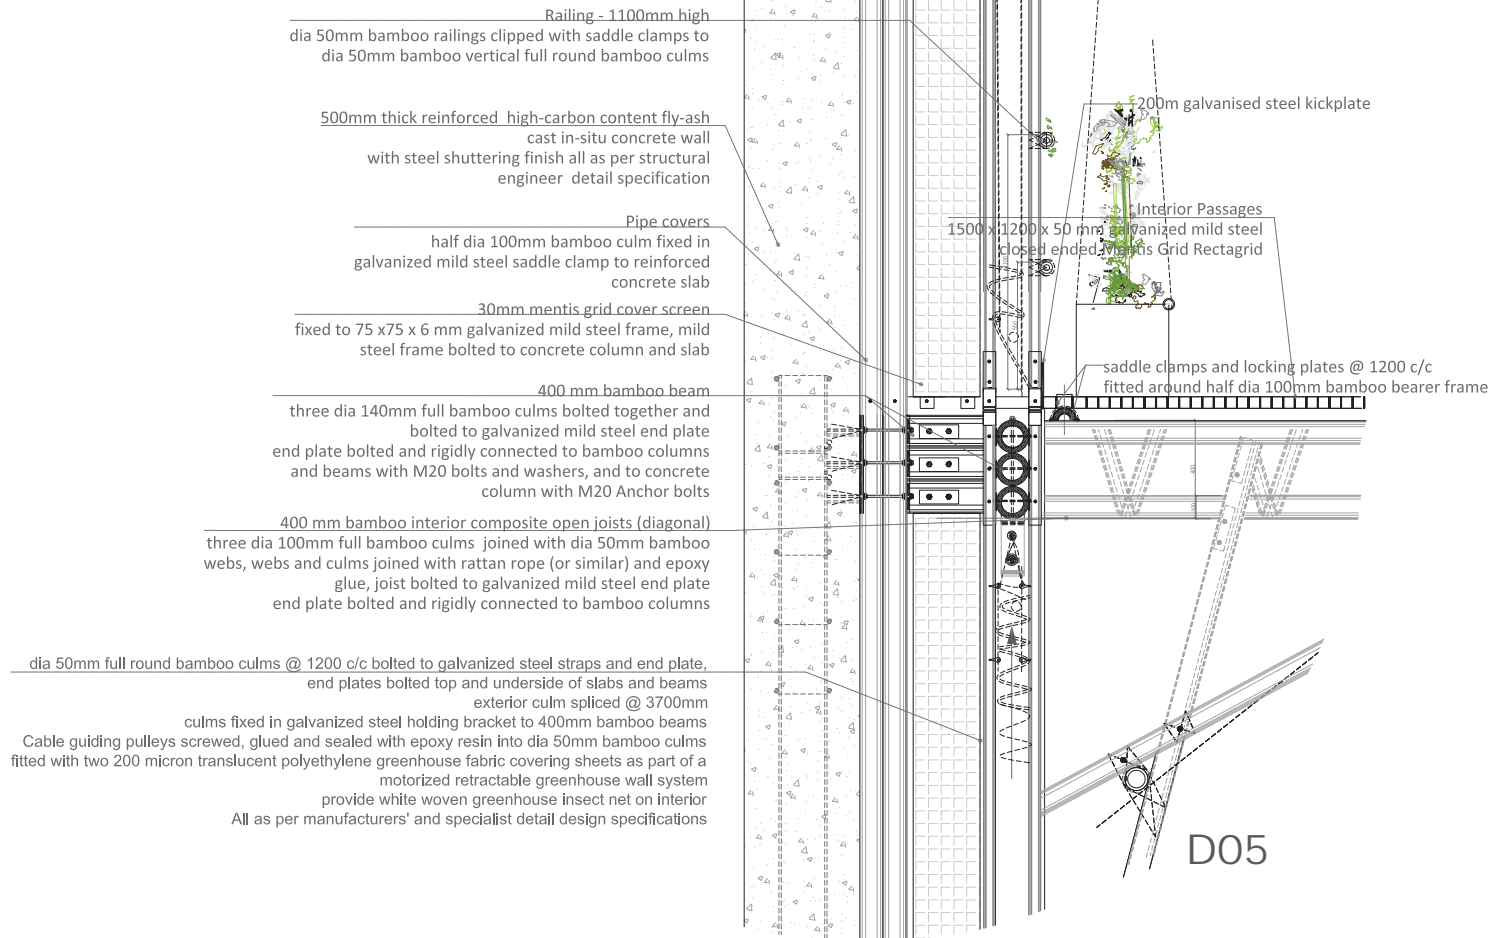 Railing - 1100mm high
dia 50mm bamboo railings clipped with saddle clamps to
dia 50mm bamboo vertical full round bamboo culms
500mm thick reinforced high-carbon content fly-ash
cast in-situ concrete wall
with steel shuttering finish all as per structural
engineer detail specification
Pipe covers
half dia 100mm bamboo culm fixed in
galvanized mild steel saddle clamp to reinforced
concrete slab
30mm mentis grid cover screen
fixed to 75 x75 x 6 mm galvanized mild steel frame, mild
steel frame bolted to concrete column and slab
400 mm bamboo beam
three dia 140mm full bamboo culms bolted together and
bolted to galvanized mild steel end plate
end plate bolted and rigidly connected to bamboo columns
and beams with M20 bolts and washers, and to concrete
column with M20 Anchor bolts
400 mm bamboo interior composite open joists (diagonal)
three dia 100mm full bamboo culms joined with dia 50mm bamboo
webs, webs and culms joined with rattan rope (or similar) and epoxy
glue, joist bolted to galvanized mild steel end plate
end plate bolted and rigidly connected to bamboo columns
dia 50mm full round bamboo culms @ 1200 c/c bolted to galvanized steel straps and end plate,
end plates bolted top and underside of slabs and beams
exterior culm spliced @ 3700mm
culms fixed in galvanized steel holding bracket to 400mm bamboo beams
Cable guiding pulleys screwed, glued and sealed with epoxy resin into dia 50mm bamboo culms
fitted with two 200 micron translucent polyethylene greenhouse fabric covering sheets as part of a
motorized retractable greenhouse wall system
provide white woven greenhouse insect net on interior
All as per manufacturers' and specialist detail design specifications
200m galvanised steel kickplate
Interior Passages
1500 x 1200 x 50 mm galvanized mild steel
closed ended Mentis Grid Rectagrid
saddle clamps and locking plates @ 1200 c/c
fitted around half dia 100mm bamboo bearer frame
D05